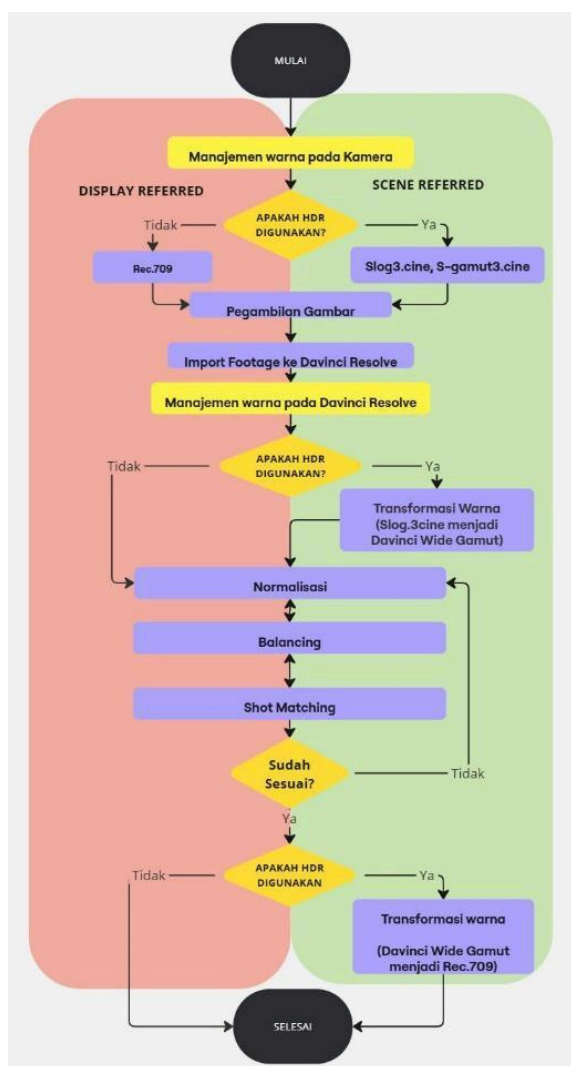 MULAI
Manajemen warna pada Kamera
DISPLAY REFERRED
SCENE REFERRED
APAKAH HDR
DIGUNAKAN?
Tidak
Ya
Rec.709
Slog3.cine, S-gamut3.cine
Pegambilan Gambar
Import Footage ke Davinci Resolve
Manajemen warna pada Davinci Resolve
APAKAH HDR
DIGUNAKAN?
Tidak
Ya
Transformasi Warna
(Slog.3cine menjadi
Davinci Wide Gamut)
Normalisasi
Balancing
Shot Matching
Sudah
Sesuai?
Tidak
Ya
APAKAH HDR
DIGUNAKAN
Tidak
Ya
Transformasi warna
(Davinci Wide Gamut
menjadi Rec.709)
SELESAI